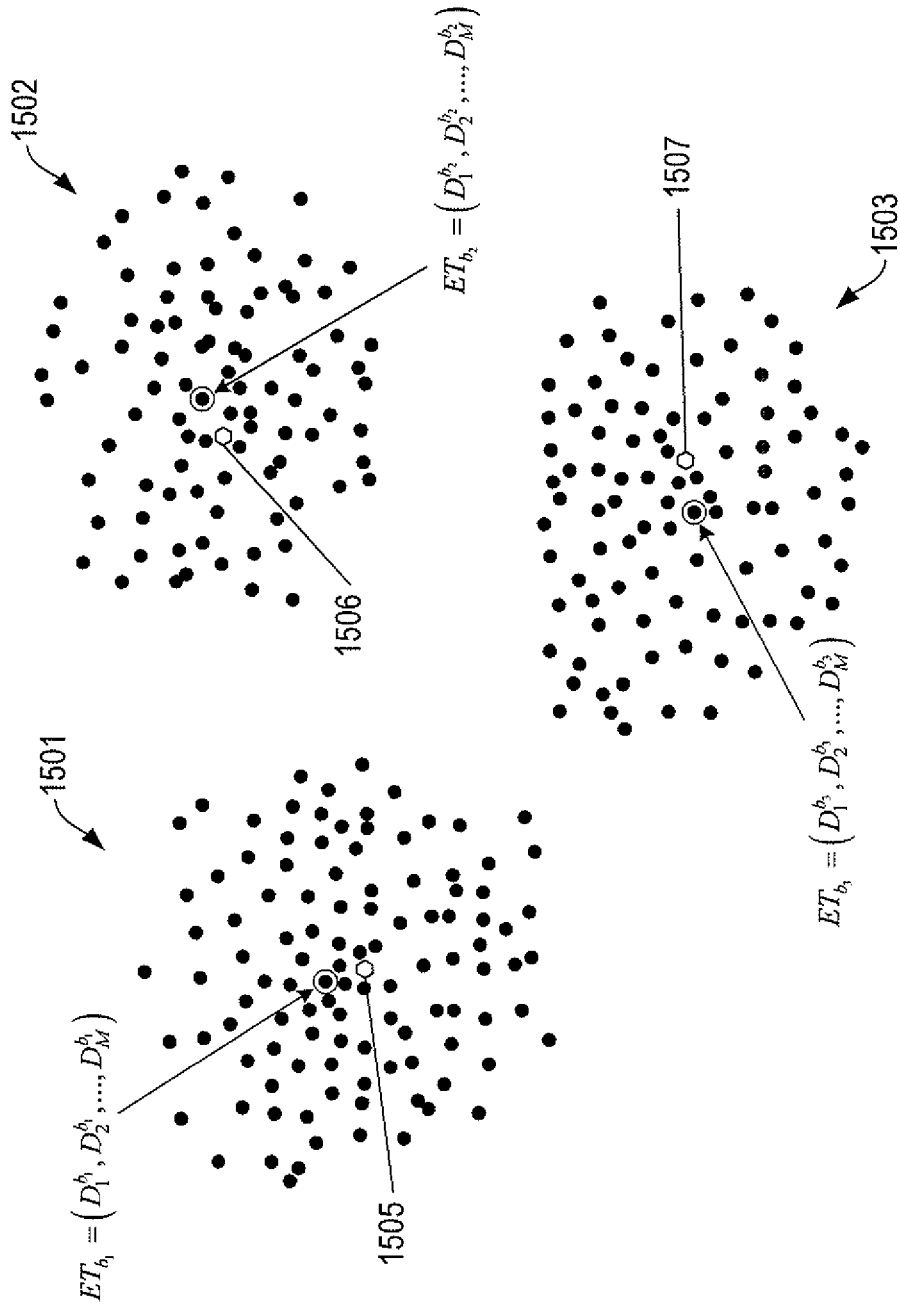 1502
1501
ET_{b_1} = (D_1^{b_1}, D_2^{b_1}, ..., D_M^{b_1})
1506
1505
ET_{b_2} = (D_1^{b_2}, D_2^{b_2}, ..., D_M^{b_2})
1507
ET_{b_3} = (D_1^{b_3}, D_2^{b_3}, ..., D_M^{b_3})
1503